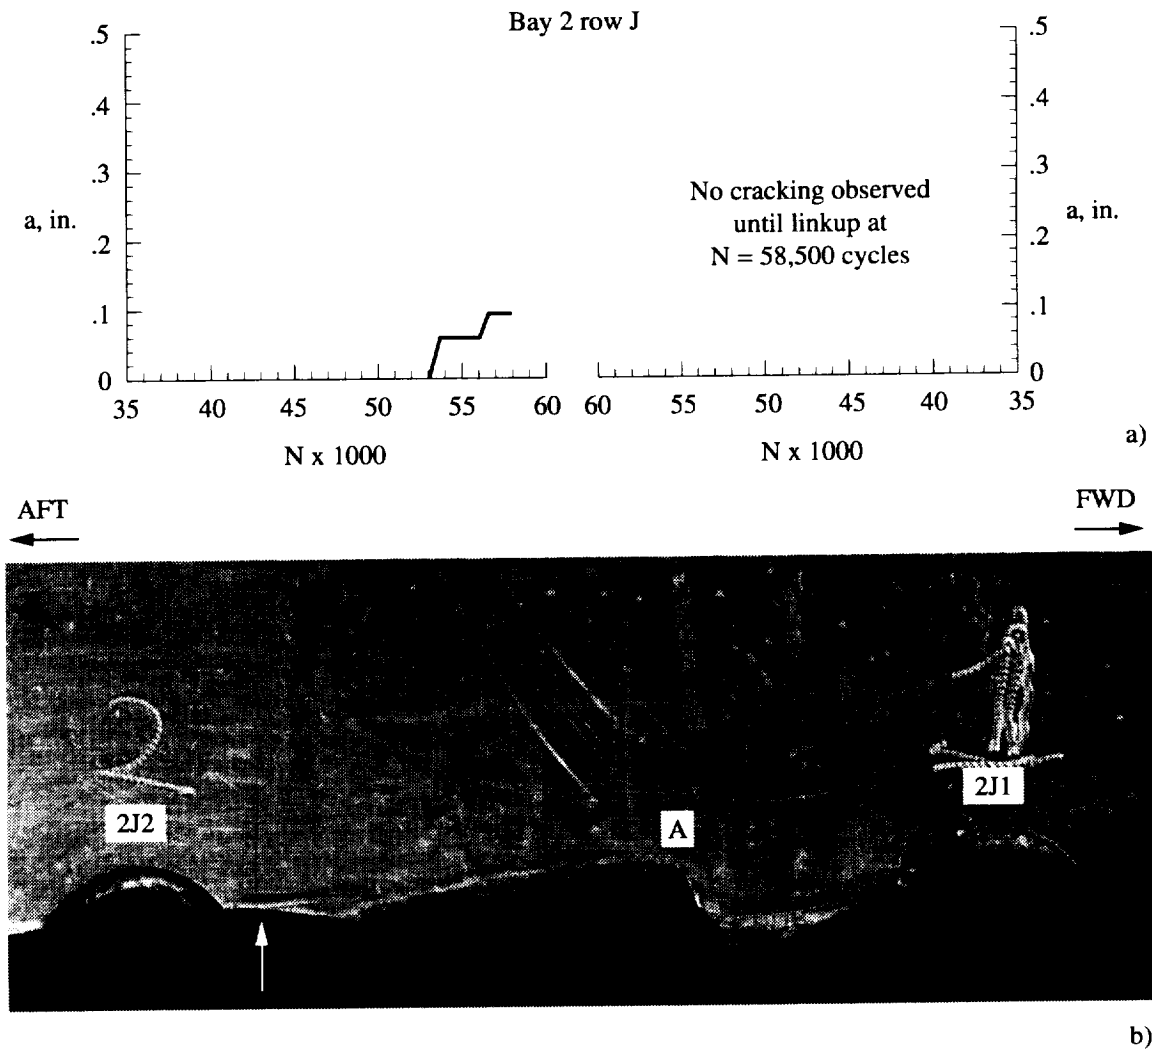 Bay 2 row J
.5
.4
.3
.2
.1
0
a, in.
35 40 45 50 55 60
N x 1000
No cracking observed
until linkup at
N = 58,500 cycles
.5
.4
.3
.2
.1
0
a, in.
60 55 50 45 40 35
N x 1000
a)
AFT
FWD
2
1
2J2
A
2J1
b)